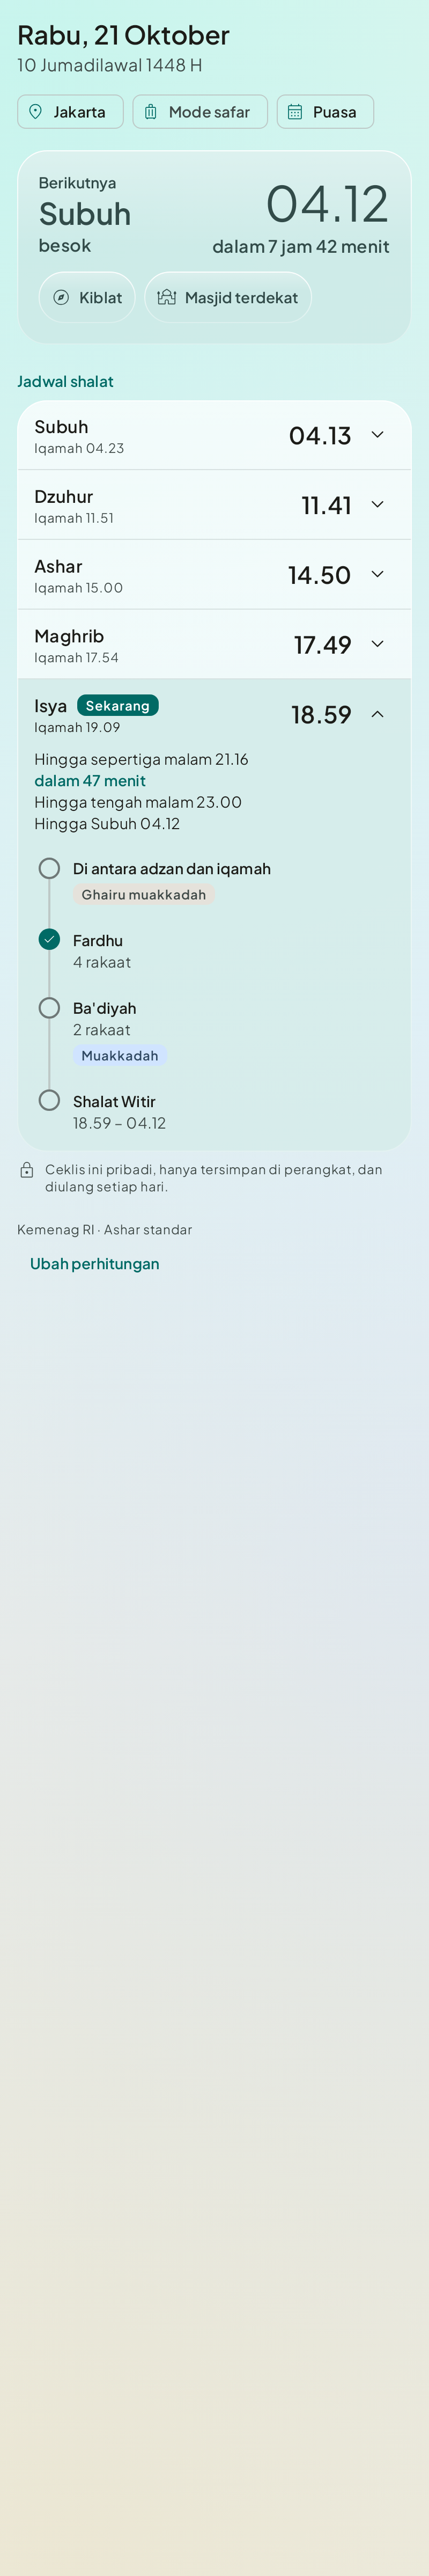 Rabu, 21 Oktober
10 Jumadilawal 1448 H
Jakarta
Mode safar
Puasa
Berikutnya
Subuh
04.12
besok
dalam 7 jam 42 menit
Kiblat
Masjid terdekat
Jadwal shalat
Subuh
04.13
Iqamah 04.23
Dzuhur
11.41
Iqamah 11.51
Ashar
14.50
Iqamah 15.00
Maghrib
17.49
Iqamah 17.54
Isya
Sekarang
18.59
Iqamah 19.09
Hingga sepertiga malam 21.16
dalam 47 menit
Hingga tengah malam 23.00
Hingga Subuh 04.12
Di antara adzan dan iqamah
Ghairu muakkadah
Fardhu
4 rakaat
Ba'diyah
2 rakaat
Muakkadah
Shalat Witir
18.59 – 04.12
Ceklis ini pribadi, hanya tersimpan di perangkat, dan
diulang setiap hari.
Kemenag RI · Ashar standar
Ubah perhitungan